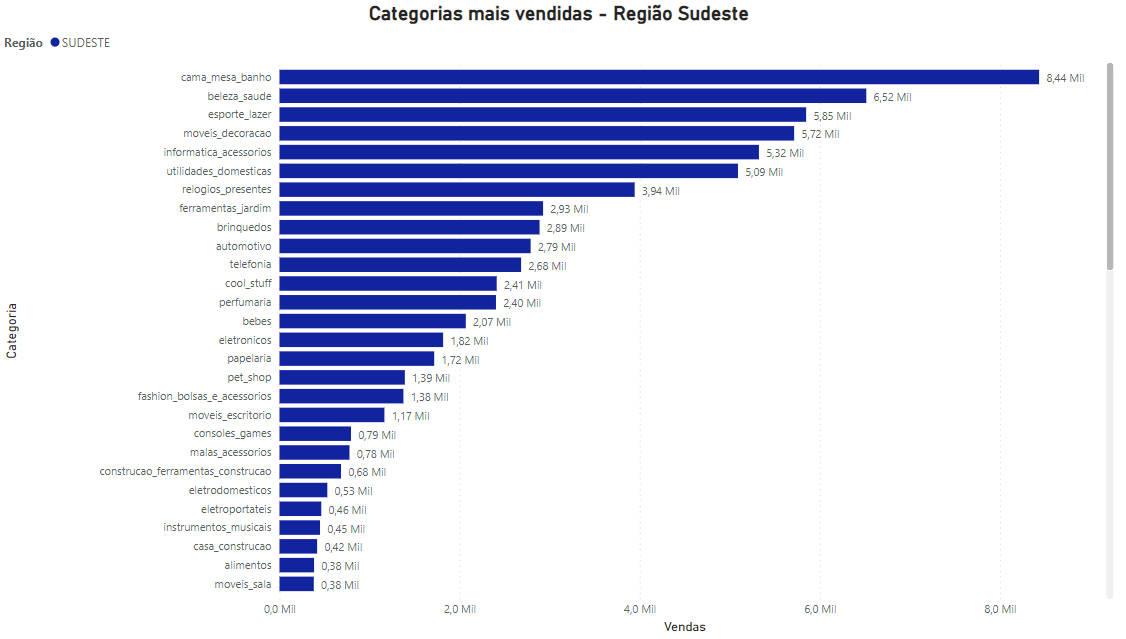 Categorias mais vendidas - Região Sudeste
Região SUDESTE
Categoria
cama_mesa_banho 8,44 Mil
beleza_saude 6,52 Mil
esporte_lazer 5,85 Mil
moveis_decoracao 5,72 Mil
informatica_acessorios 5,32 Mil
utilidades_domesticas 5,09 Mil
relogios_presentes 3,94 Mil
ferramentas_jardim 2,93 Mil
brinquedos 2,89 Mil
automotivo 2,79 Mil
telefonia 2,68 Mil
cool_stuff 2,41 Mil
perfumaria 2,40 Mil
bebes 2,07 Mil
eletronicos 1,82 Mil
papelaria 1,72 Mil
pet_shop 1,39 Mil
fashion_bolsas_e_acessorios 1,38 Mil
moveis_escritorio 1,17 Mil
consoles_games 0,79 Mil
malas_acessorios 0,78 Mil
construcao_ferramentas_construcao 0,68 Mil
eletrodomesticos 0,53 Mil
eletroportateis 0,46 Mil
instrumentos_musicais 0,45 Mil
casa_construcao 0,42 Mil
alimentos 0,38 Mil
moveis_sala 0,38 Mil
0,0 Mil 2,0 Mil 4,0 Mil 6,0 Mil 8,0 Mil
Vendas